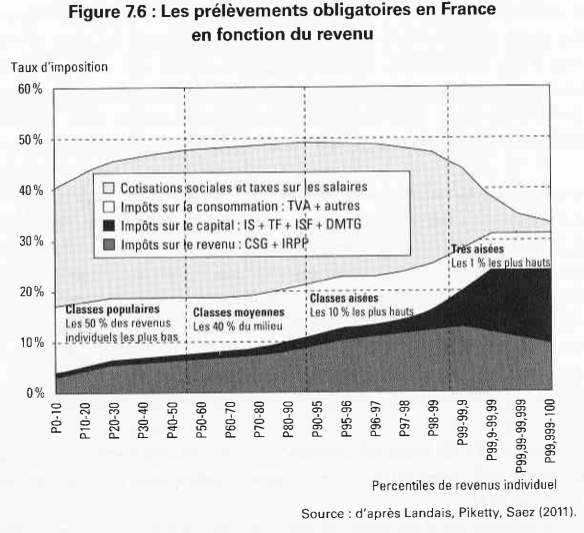 Figure 7.6 : Les prélèvements obligatoires en France
en fonction du revenu
Taux d'imposition
60 %
50 %
40 %
30 %
20 %
10 %
0 %
Cotisations sociales et taxes sur les salaires
Impôts sur la consommation : TVA + autres
Impôts sur le capital : IS + TF + ISF + DMTG
Impôts sur le revenu : CSG + IRPP
Classes populaires
Les 50 % des revenus
individuels les plus bas
Classes moyennes
Les 40 % du milieu
Classes aisées
Les 10 % les plus hauts
Très aisées
Les 1 % les plus hauts
P0-10
P10-20
P20-30
P30-40
P40-50
P50-60
P60-70
P70-80
P80-90
P90-95
P95-96
P96-97
P97-98
P98-99
P99-99,9
P99,9-99,99
P99,99-99,999
P99,999-100
Percentiles de revenus individuel
Source : d'après Landais, Piketty, Saez (2011).